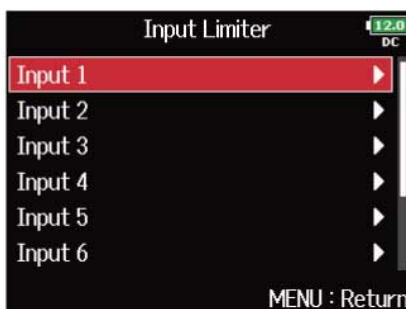 Input Limiter
12.0
DC
Input 1
Input 2
Input 3
Input 4
Input 5
Input 6
MENU : Return